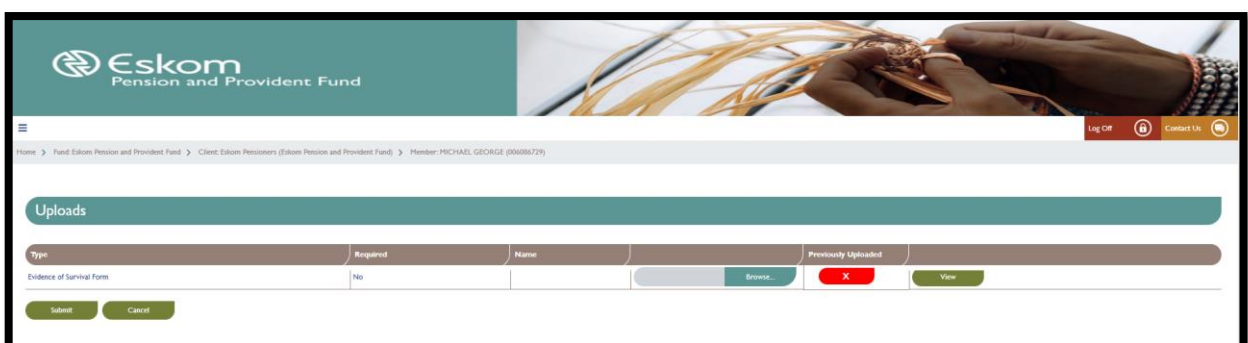 Eskom
Pension and Provident Fund
Log Off Contact Us
Home > Fund: Eskom Pension and Provident Fund > Client: Eskom Pensioners (Eskom Pension and Provident Fund) > Member: MICHAEL GEORGE (006086729)
Uploads
Type Required Name Previously Uploaded
Evidence of Survival Form No Browse... X View
Submit Cancel